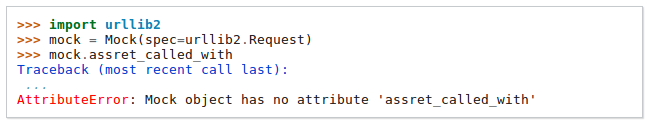 >>> import urllib2
>>> mock = Mock(spec=urllib2.Request)
>>> mock.assret_called_with
Traceback (most recent call last):
 ...
AttributeError: Mock object has no attribute 'assret_called_with'